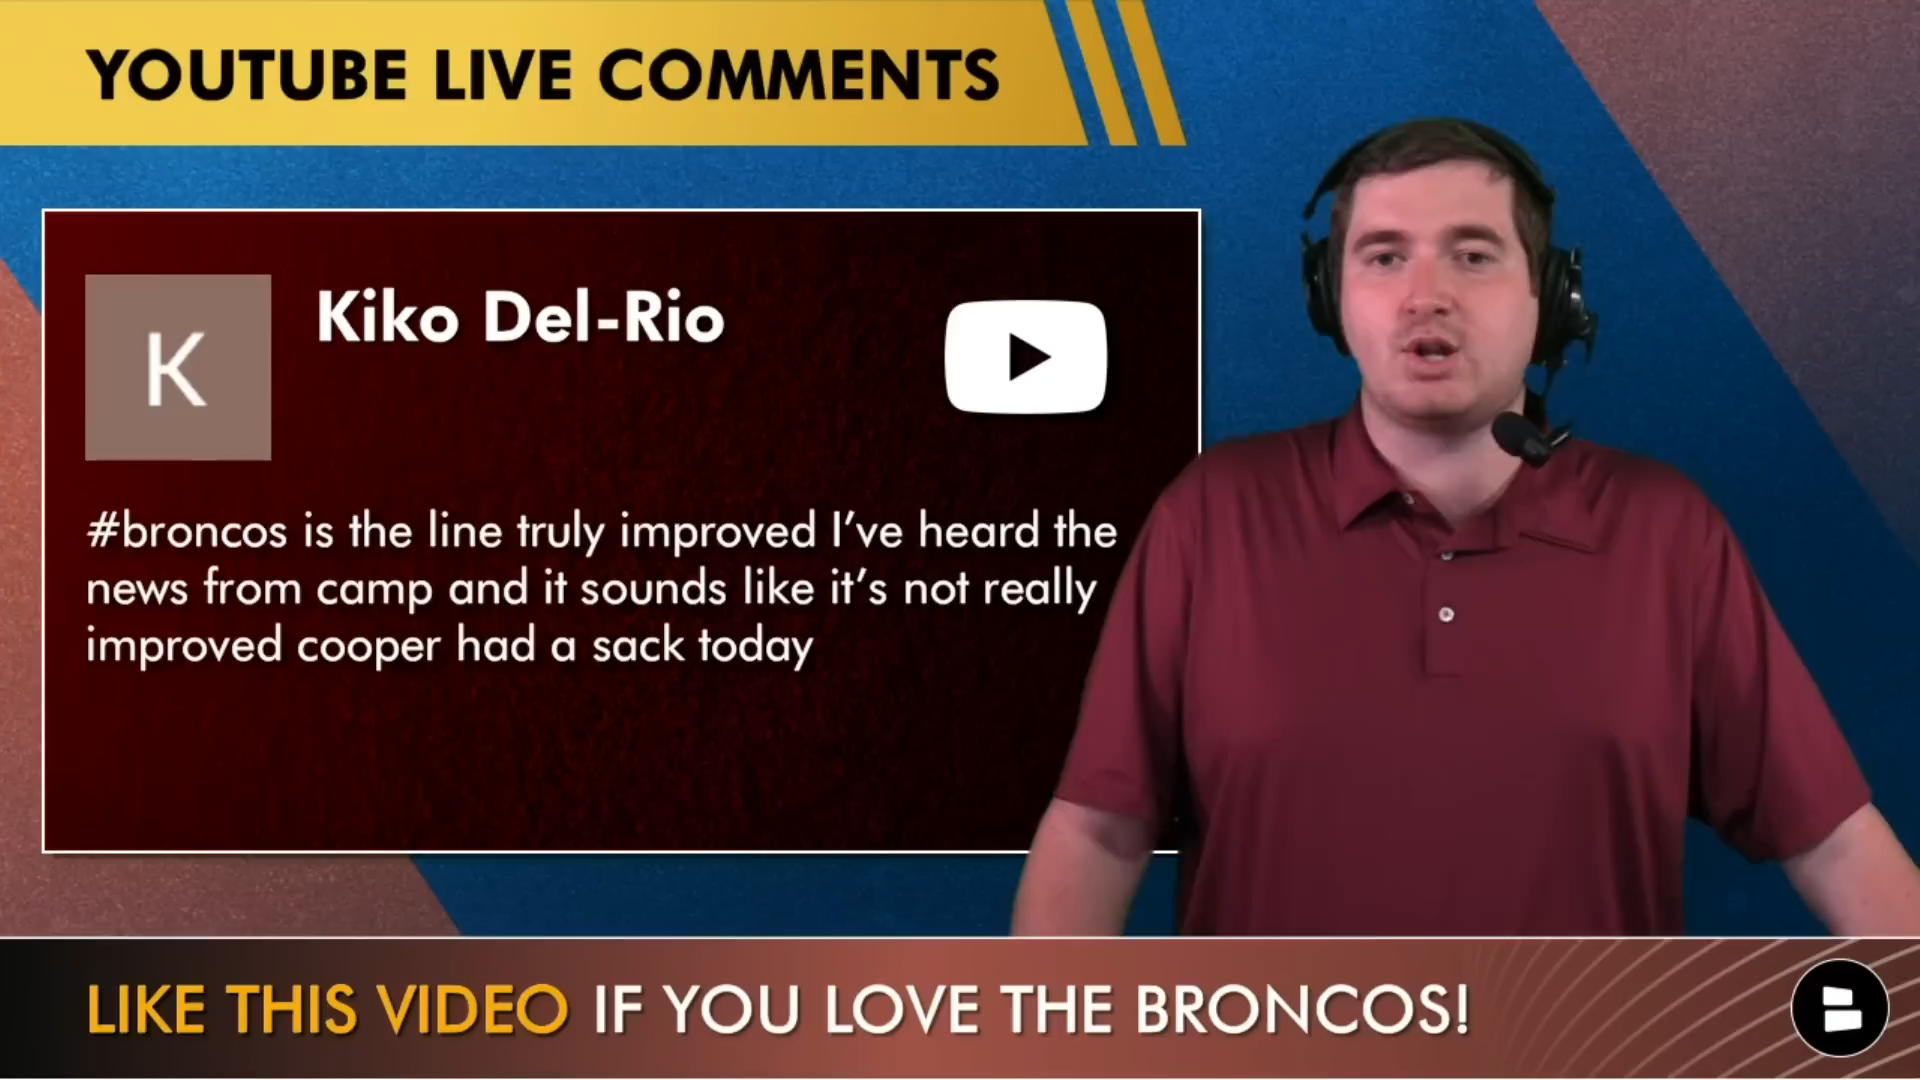 YOUTUBE LIVE COMMENTS
K
Kiko Del-Rio
#broncos is the line truly improved I’ve heard the
news from camp and it sounds like it’s not really
improved cooper had a sack today
LIKE THIS VIDEO IF YOU LOVE THE BRONCOS!